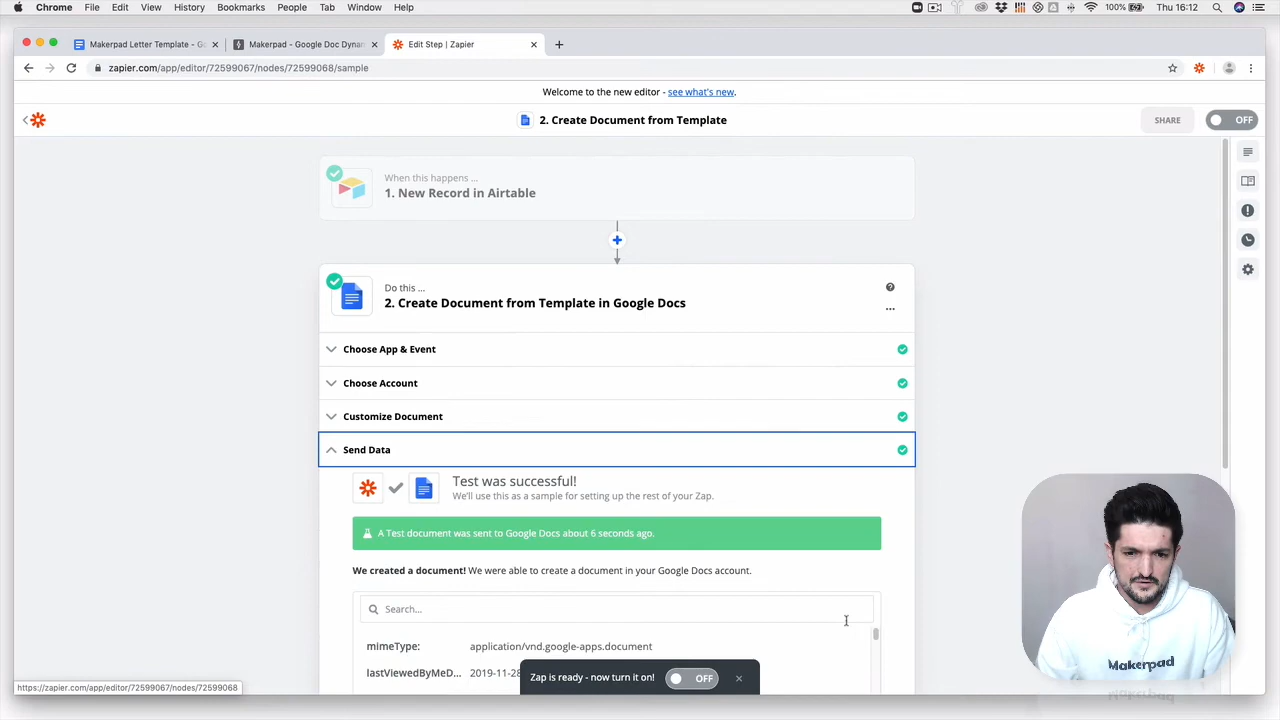 Chrome File Edit View History Bookmarks People Tab Window Help 100% Thu 16:12
Makerpad Letter Template - Go Makerpad - Google Doc Dynam Edit Step | Zapier
zapier.com/app/editor/72599067/nodes/72599068/sample
Welcome to the new editor - see what's new.
2. Create Document from Template SHARE OFF
When this happens ...
1. New Record in Airtable
Do this ...
2. Create Document from Template in Google Docs
Choose App & Event
Choose Account
Customize Document
Send Data
Test was successful!
We'll use this as a sample for setting up the rest of your Zap.
A Test document was sent to Google Docs about 6 seconds ago.
We created a document! We were able to create a document in your Google Docs account.
Search...
mimeType: application/vnd.google-apps.document
lastViewedByMeD... 2019-11-28
Zap is ready - now turn it on! OFF
https://zapier.com/app/editor/72599067/nodes/72599068
Makerpad